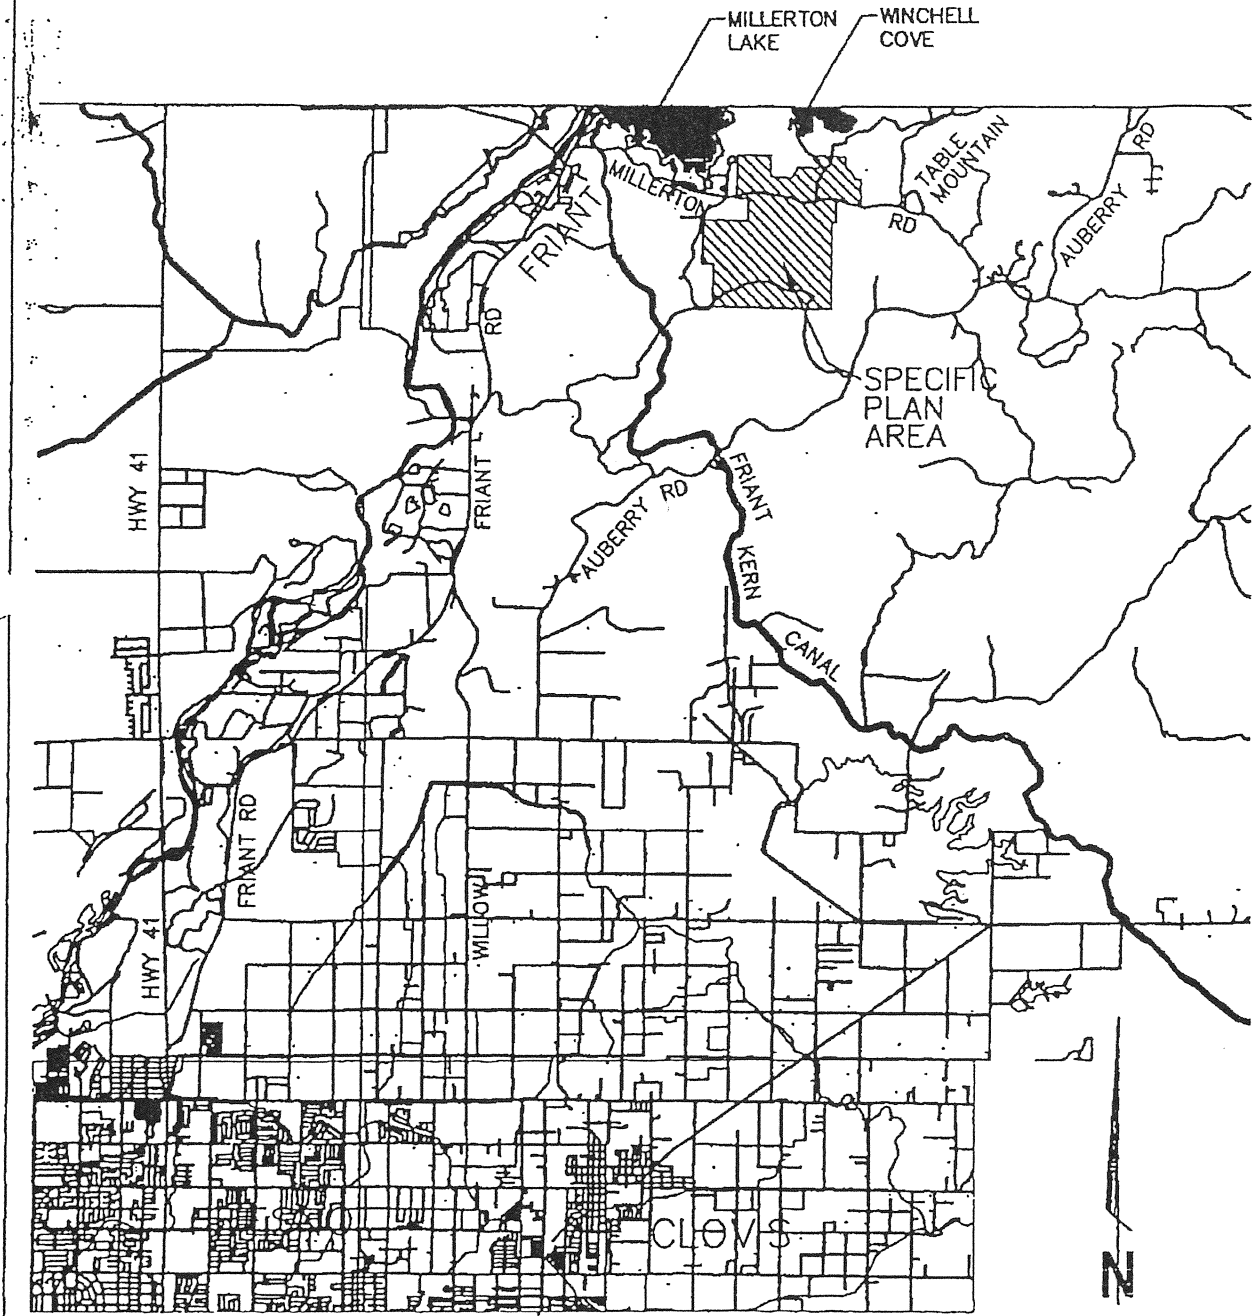 MILLERTON
LAKE
WINCHELL
COVE
TABLE
MOUNTAIN
AUBERRY
RD
MILLERTON
RD
FRIANT
RD
SPECIFIC
PLAN
AREA
HWY 41
FRIANT
AUBERRY
RD
FRIANT
KERN
CANAL
FRIANT RD
WILLOW
HWY 41
CLOVIS
N